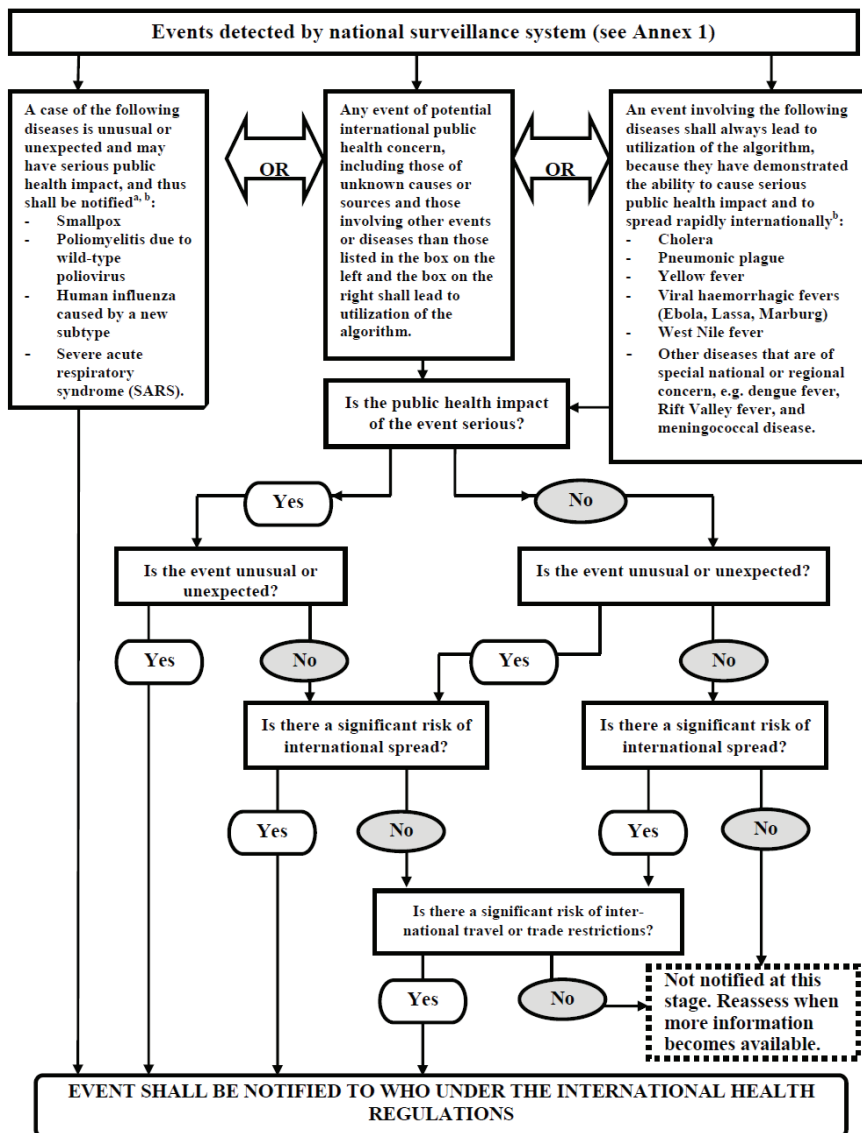 Events detected by national surveillance system (see Annex 1)
A case of the following
diseases is unusual or
unexpected and may
have serious public
health impact, and thus
shall be notifiedᵃ, ᵇ:
- Smallpox
- Poliomyelitis due to
wild-type
poliovirus
- Human influenza
caused by a new
subtype
- Severe acute
respiratory
syndrome (SARS).
OR
Any event of potential
international public
health concern,
including those of
unknown causes or
sources and those
involving other events
or diseases than those
listed in the box on the
left and the box on the
right shall lead to
utilization of the
algorithm.
OR
An event involving the following
diseases shall always lead to
utilization of the algorithm,
because they have demonstrated
the ability to cause serious
public health impact and to
spread rapidly internationallyᵇ:
- Cholera
- Pneumonic plague
- Yellow fever
- Viral haemorrhagic fevers
(Ebola, Lassa, Marburg)
- West Nile fever
- Other diseases that are of
special national or regional
concern, e.g. dengue fever,
Rift Valley fever, and
meningococcal disease.
Is the public health impact
of the event serious?
Yes
No
Is the event unusual or
unexpected?
Is the event unusual or unexpected?
Yes
No
Yes
No
Is there a significant risk of
international spread?
Is there a significant risk of
international spread?
Yes
No
Yes
No
Is there a significant risk of inter-
national travel or trade restrictions?
Yes
No
Not notified at this
stage. Reassess when
more information
becomes available.
EVENT SHALL BE NOTIFIED TO WHO UNDER THE INTERNATIONAL HEALTH
REGULATIONS